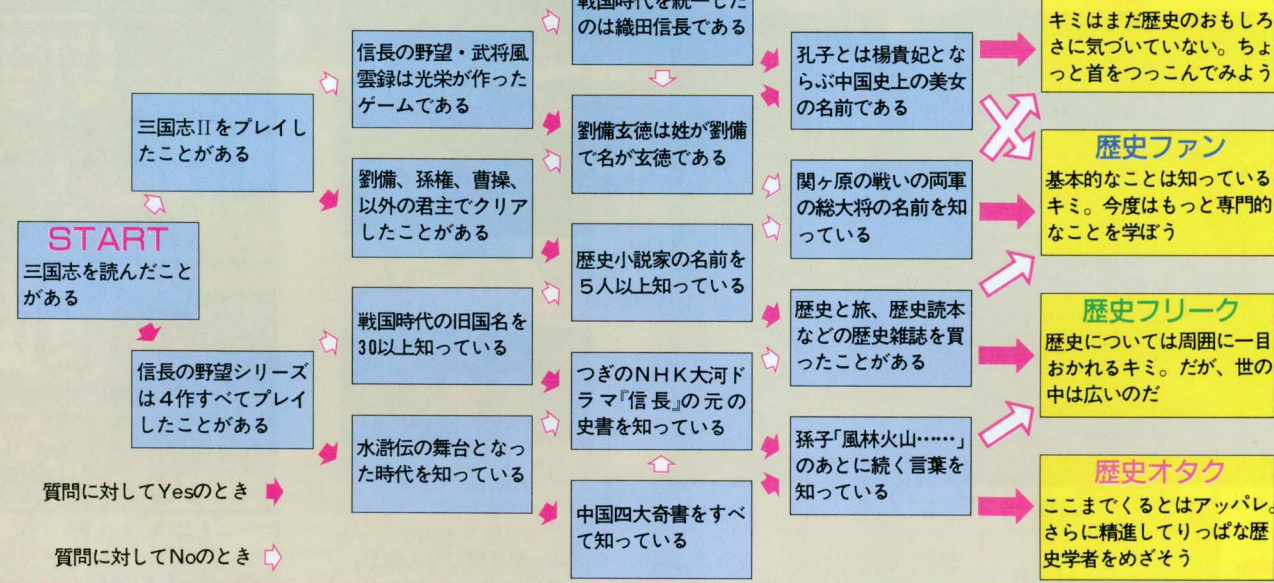 START
三国志を読んだこと
がある
三国志IIをプレイし
たことがある
信長の野望シリーズ
は4作すべてプレイ
したことがある
信長の野望・武将風
雲録は光栄が作った
ゲームである
劉備、孫権、曹操、
以外の君主でクリア
したことがある
戦国時代の旧国名を
30以上知っている
水滸伝の舞台となっ
た時代を知っている
戦国時代を統一した
のは織田信長である
劉備玄徳は姓が劉備
で名が玄徳である
歴史小説家の名前を
5人以上知っている
つぎのNHK大河ド
ラマ『信長』の元の
史書を知っている
中国四大奇書をすべ
て知っている
孔子とは楊貴妃とな
らぶ中国史上の美女
の名前である
関ヶ原の戦いの両軍
の総大将の名前を知
っている
歴史と旅、歴史読本
などの歴史雑誌を買
ったことがある
孫子「風林火山……」
のあとに続く言葉を
知っている
キミはまだ歴史のおもしろ
さに気づいていない。ちょ
っと首をつっこんでみよう
歴史ファン
基本的なことは知っている
キミ。今度はもっと専門的
なことを学ぼう
歴史フリーク
歴史については周囲に一目
おかれるキミ。だが、世の
中は広いのだ
歴史オタク
ここまでくるとはアッパレ。
さらに精進してりっぱな歴
史学者をめざそう
質問に対してYesのとき
質問に対してNoのとき